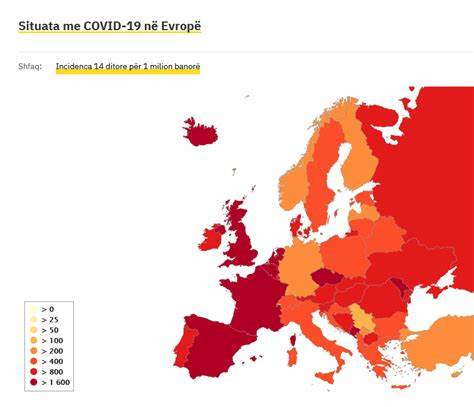 Situata me COVID-19 në Evropë
Shfaq: Incidenca 14 ditore për 1 milion banorë
> 0
> 25
> 50
> 100
> 200
> 400
> 800
> 1 600